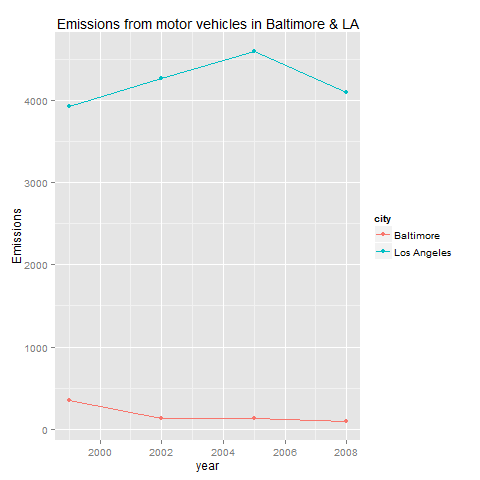 Emissions from motor vehicles in Baltimore & LA
4000
3000
2000
1000
0
Emissions
2000 2002 2004 2006 2008
year
city
Baltimore
Los Angeles